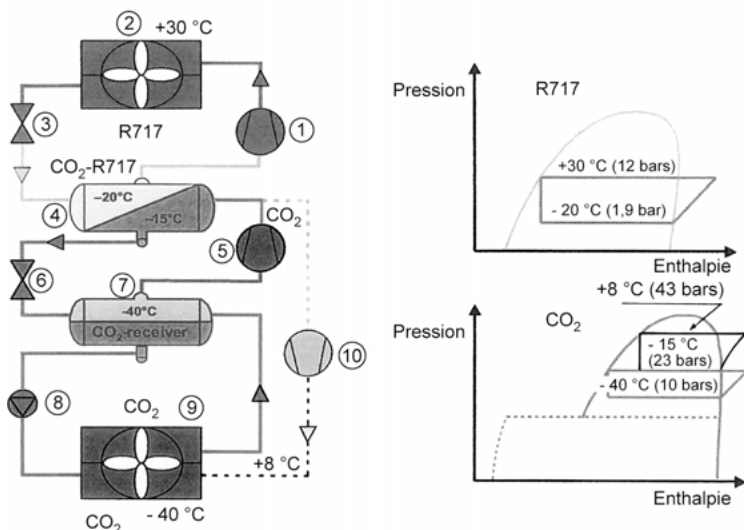 ②
+30 °C
③
R717
①
CO₂-R717
–20°C
–15°C
④
CO₂
⑤
⑥
⑦
-40°C
CO₂-receiver
⑩
⑧
CO₂
⑨
+8 °C
- 40 °C
CO₂
Pression
R717
+30 °C (12 bars)
- 20 °C (1,9 bar)
Enthalpie
+8 °C (43 bars)
Pression
CO₂
- 15 °C
(23 bars)
- 40 °C (10 bars)
Enthalpie